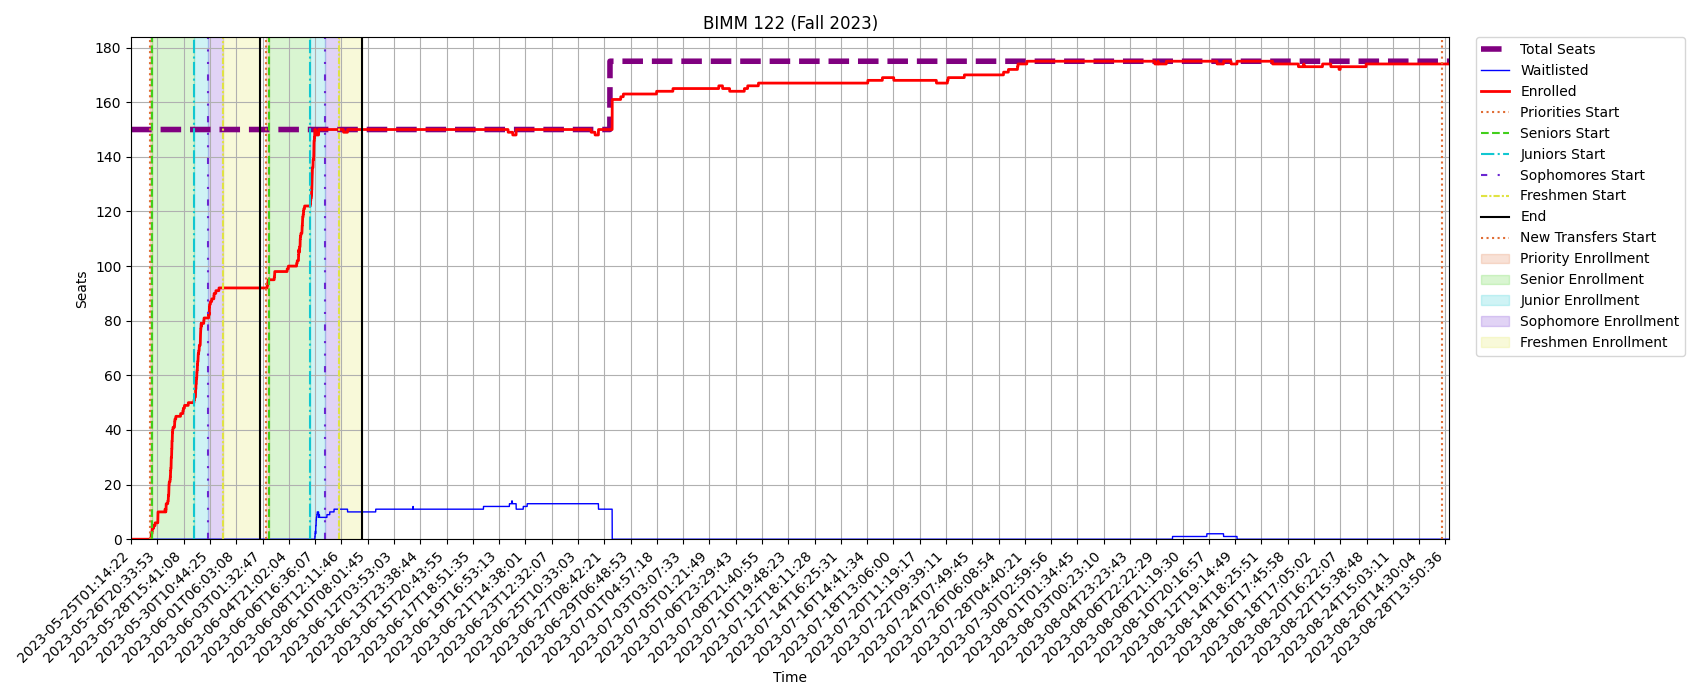 BIMM 122 (Fall 2023)
Seats
180
160
140
120
100
80
60
40
20
0
2023-05-25T01:14:22
2023-05-26T20:33:53
2023-05-28T15:41:08
2023-05-30T10:44:25
2023-06-01T06:03:08
2023-06-03T01:32:47
2023-06-04T21:02:04
2023-06-06T16:36:07
2023-06-08T12:11:46
2023-06-10T08:01:45
2023-06-12T03:53:03
2023-06-13T23:38:44
2023-06-15T20:43:55
2023-06-17T18:51:35
2023-06-19T16:53:13
2023-06-21T14:38:01
2023-06-23T12:32:07
2023-06-25T10:33:03
2023-06-27T08:42:21
2023-06-29T06:48:53
2023-07-01T04:57:18
2023-07-03T03:07:33
2023-07-05T01:21:49
2023-07-06T23:29:43
2023-07-08T21:40:55
2023-07-10T19:48:23
2023-07-12T18:11:28
2023-07-14T16:25:31
2023-07-16T14:41:34
2023-07-18T13:06:00
2023-07-20T11:19:17
2023-07-22T09:39:11
2023-07-24T07:49:45
2023-07-26T06:08:54
2023-07-28T04:40:21
2023-07-30T02:59:56
2023-08-01T01:34:45
2023-08-03T00:23:10
2023-08-04T23:23:43
2023-08-06T22:22:29
2023-08-08T21:19:30
2023-08-10T20:16:57
2023-08-12T19:14:49
2023-08-14T18:25:51
2023-08-16T17:45:58
2023-08-18T17:05:02
2023-08-20T16:22:07
2023-08-22T15:38:48
2023-08-24T15:03:11
2023-08-26T14:30:04
2023-08-28T13:50:36
Time
Total Seats
Waitlisted
Enrolled
Priorities Start
Seniors Start
Juniors Start
Sophomores Start
Freshmen Start
End
New Transfers Start
Priority Enrollment
Senior Enrollment
Junior Enrollment
Sophomore Enrollment
Freshmen Enrollment